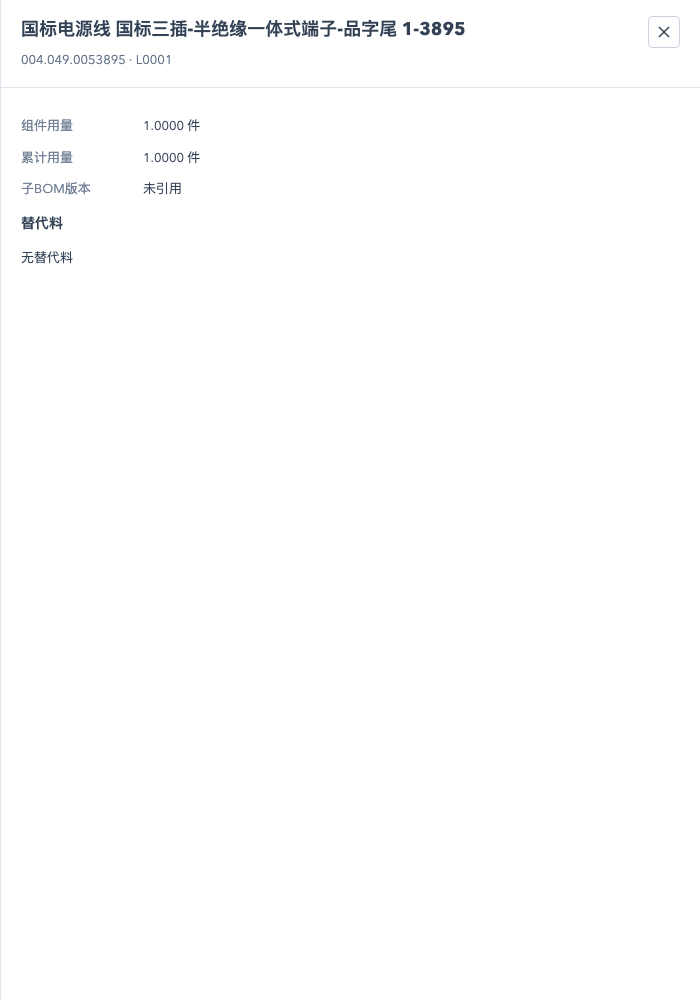 国标电源线 国标三插-半绝缘一体式端子-品字尾 1-3895
004.049.0053895 · L0001
组件用量 1.0000 件
累计用量 1.0000 件
子BOM版本 未引用
替代料
无替代料